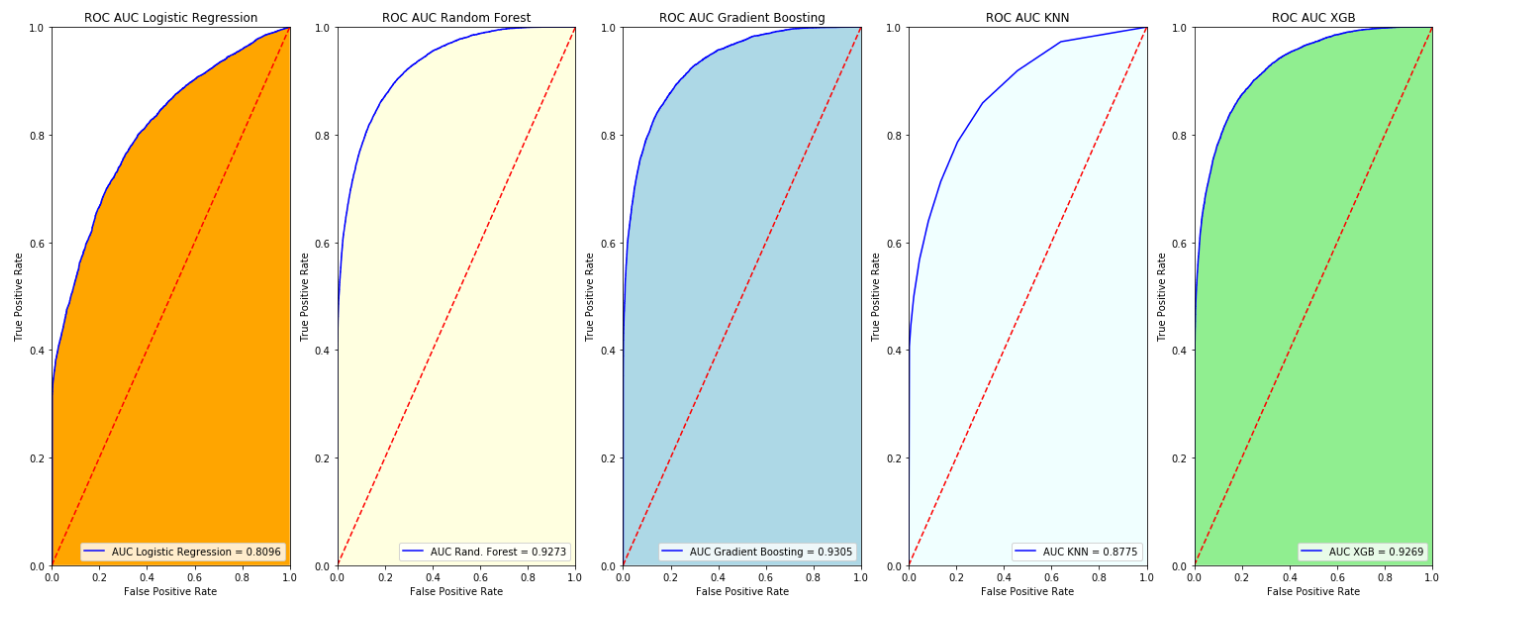 ROC AUC Logistic Regression
1.0
0.8
0.6
0.4
0.2
0.0
True Positive Rate
AUC Logistic Regression = 0.8096
0.0 0.2 0.4 0.6 0.8 1.0
False Positive Rate
ROC AUC Random Forest
1.0
0.8
0.6
0.4
0.2
0.0
True Positive Rate
AUC Rand. Forest = 0.9273
0.0 0.2 0.4 0.6 0.8 1.0
False Positive Rate
ROC AUC Gradient Boosting
1.0
0.8
0.6
0.4
0.2
0.0
True Positive Rate
AUC Gradient Boosting = 0.9305
0.0 0.2 0.4 0.6 0.8 1.0
False Positive Rate
ROC AUC KNN
1.0
0.8
0.6
0.4
0.2
0.0
True Positive Rate
AUC KNN = 0.8775
0.0 0.2 0.4 0.6 0.8 1.0
False Positive Rate
ROC AUC XGB
1.0
0.8
0.6
0.4
0.2
0.0
True Positive Rate
AUC XGB = 0.9269
0.0 0.2 0.4 0.6 0.8 1.0
False Positive Rate